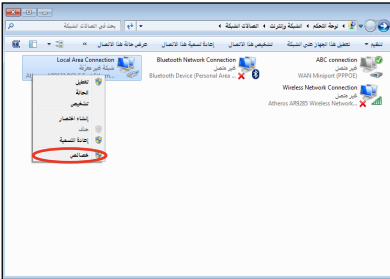 لوحة التحكم ◂ الشبكة وإنترنت ◂ اتصالات الشبكة
بحث في اتصالات الشبكة
تنظيم
تعطيل هذا الجهاز على الشبكة
تشخيص هذا الاتصال
إعادة تسمية هذا الاتصال
عرض حالة هذا الاتصال
»
ABC connection
غير متصل
WAN Miniport (PPPOE)
Bluetooth Network Connection
غير متصل
Bluetooth Device (Personal Area ...
Local Area Connection
شبكة غير معرّفة
Wireless Network Connection
غير متصل
Atheros AR9285 Wireless Network...
تعطيل
الحالة
تشخيص
إنشاء اختصار
حذف
إعادة التسمية
خصائص